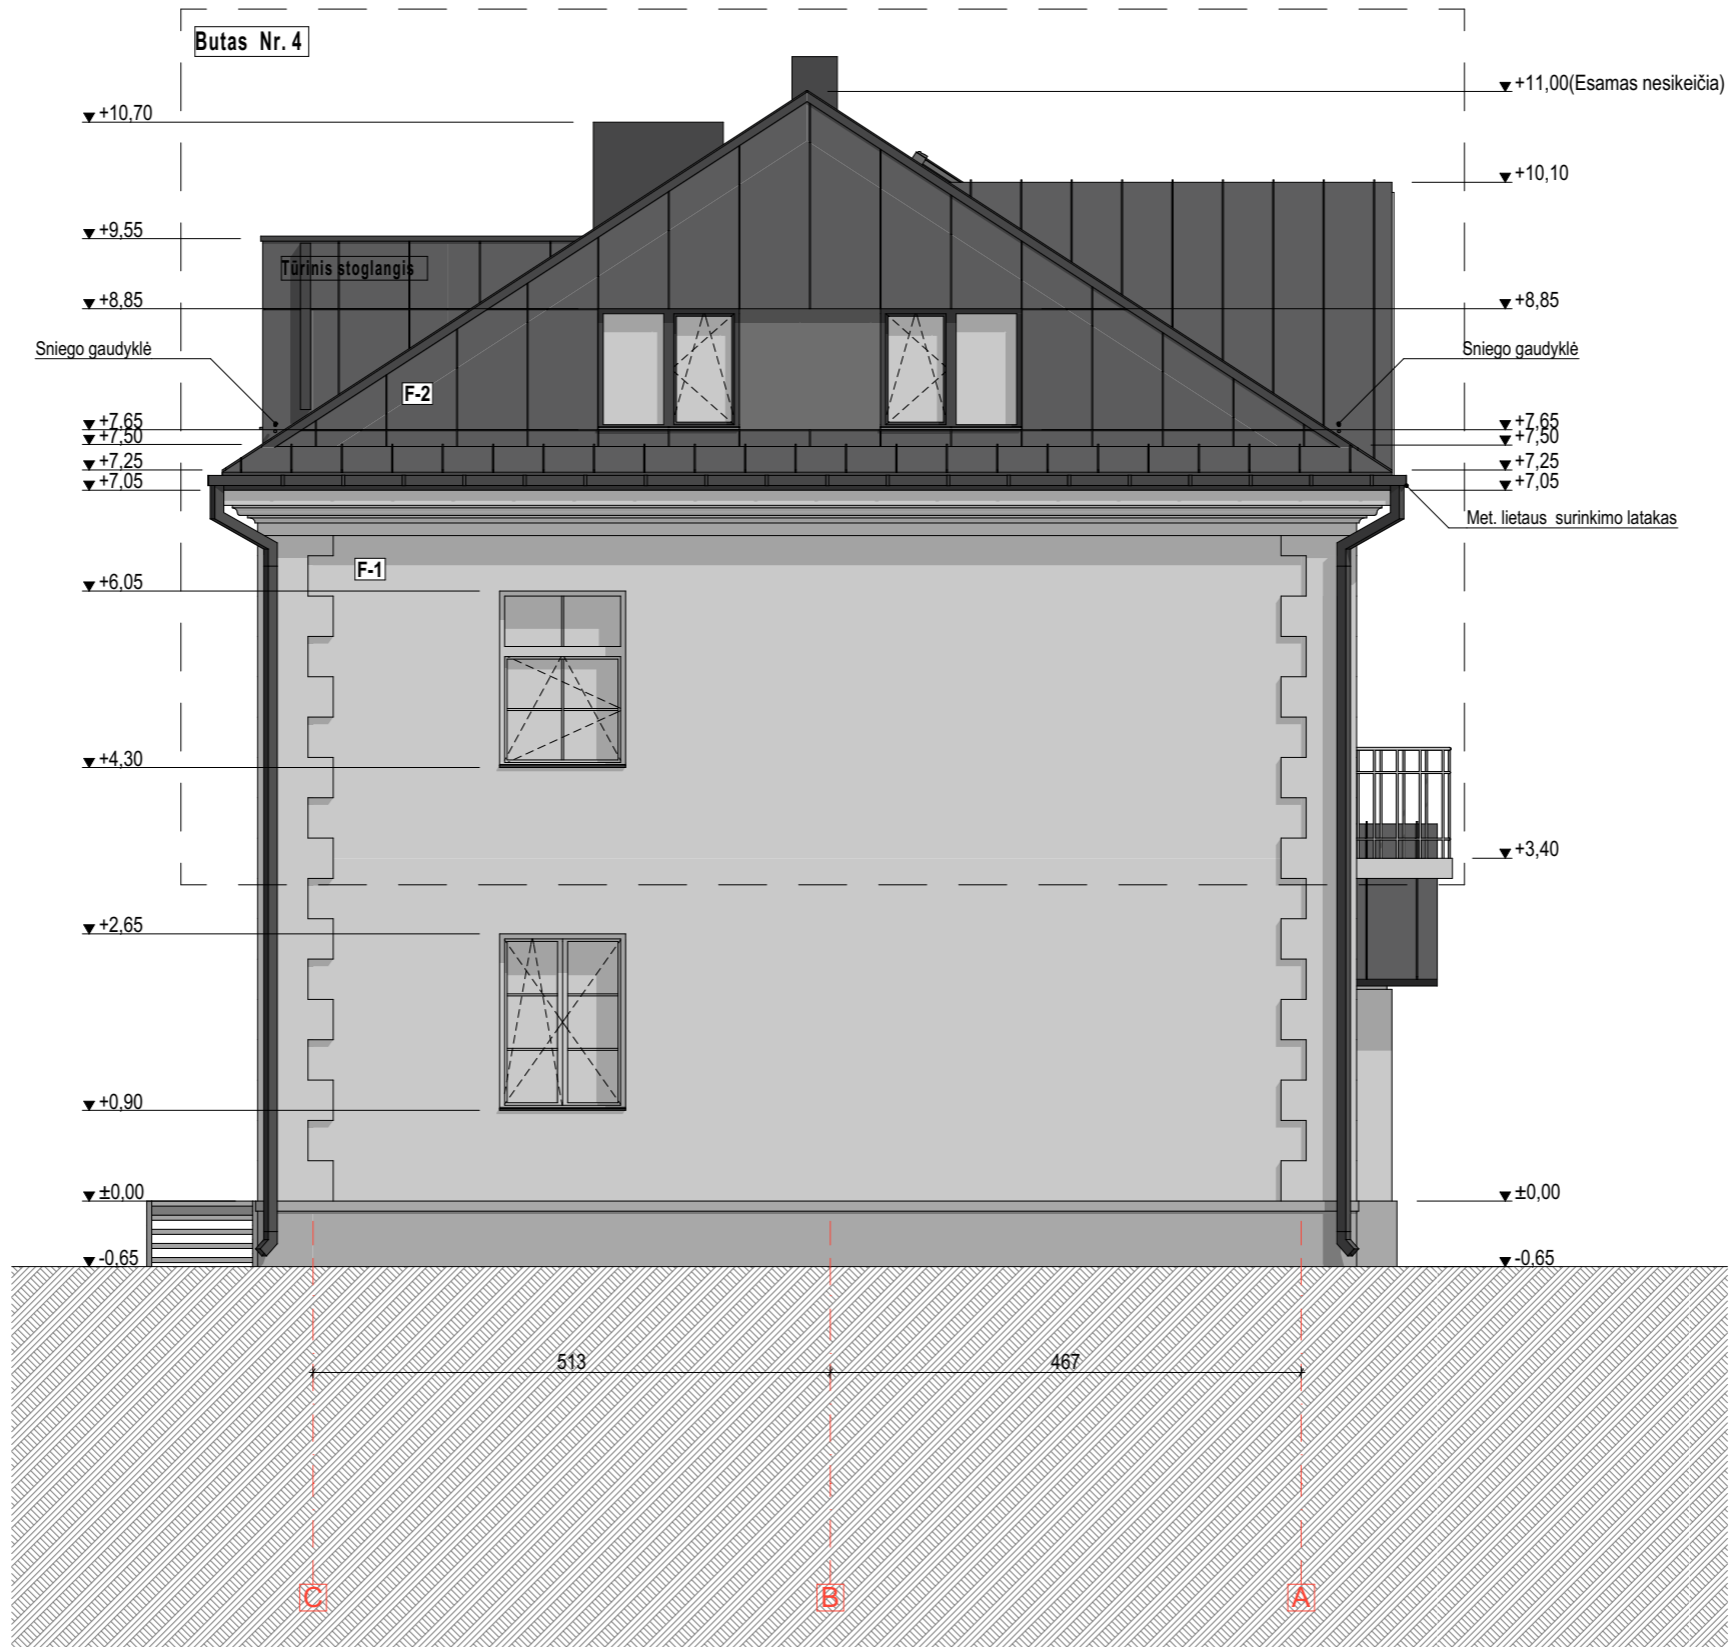 Butas Nr. 4
+11,00(Esamas nesikeičia)
+10,70
+10,10
+9,55
Tūrinis stoglangis
+8,85
+8,85
Sniego gaudyklė
Sniego gaudyklė
F-2
+7,65
+7,65
+7,50
+7,50
+7,25
+7,25
+7,05
+7,05
Met. lietaus surinkimo latakas
F-1
+6,05
+4,30
+3,40
+2,65
+0,90
±0,00
±0,00
-0,65
-0,65
513
467
C
B
A